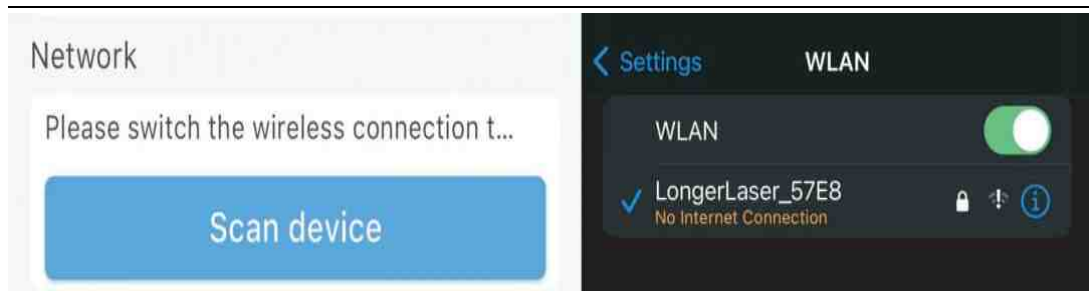 Network
Please switch the wireless connection t...
Scan device
Settings WLAN
WLAN
LongerLaser_57E8
No Internet Connection